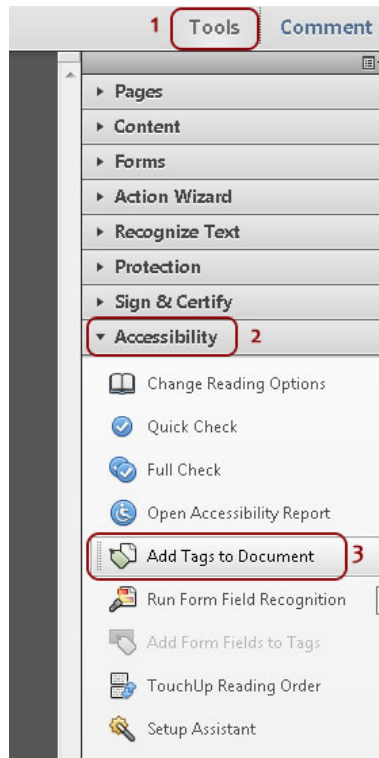 1 Tools Comment
Pages
Content
Forms
Action Wizard
Recognize Text
Protection
Sign & Certify
Accessibility 2
Change Reading Options
Quick Check
Full Check
Open Accessibility Report
Add Tags to Document 3
Run Form Field Recognition
Add Form Fields to Tags
TouchUp Reading Order
Setup Assistant